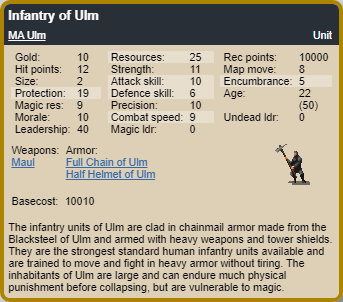 Infantry of Ulm
MA Ulm Unit
Gold: 10 Resources: 25 Rec points: 10000
Hit points: 12 Strength: 11 Map move: 8
Size: 2 Attack skill: 10 Encumbrance: 5
Protection: 19 Defence skill: 6 Age: 22
Magic res: 9 Precision: 10 (50)
Morale: 10 Combat speed: 9 Undead ldr: 0
Leadership: 40 Magic ldr: 0
Weapons: Armor:
Maul Full Chain of Ulm
Half Helmet of Ulm
Basecost: 10010
The infantry units of Ulm are clad in chainmail armor made from the
Blacksteel of Ulm and armed with heavy weapons and tower shields.
They are the strongest standard human infantry units available and
are trained to move and fight in heavy armor without tiring. The
inhabitants of Ulm are large and can endure much physical
punishment before collapsing, but are vulnerable to magic.